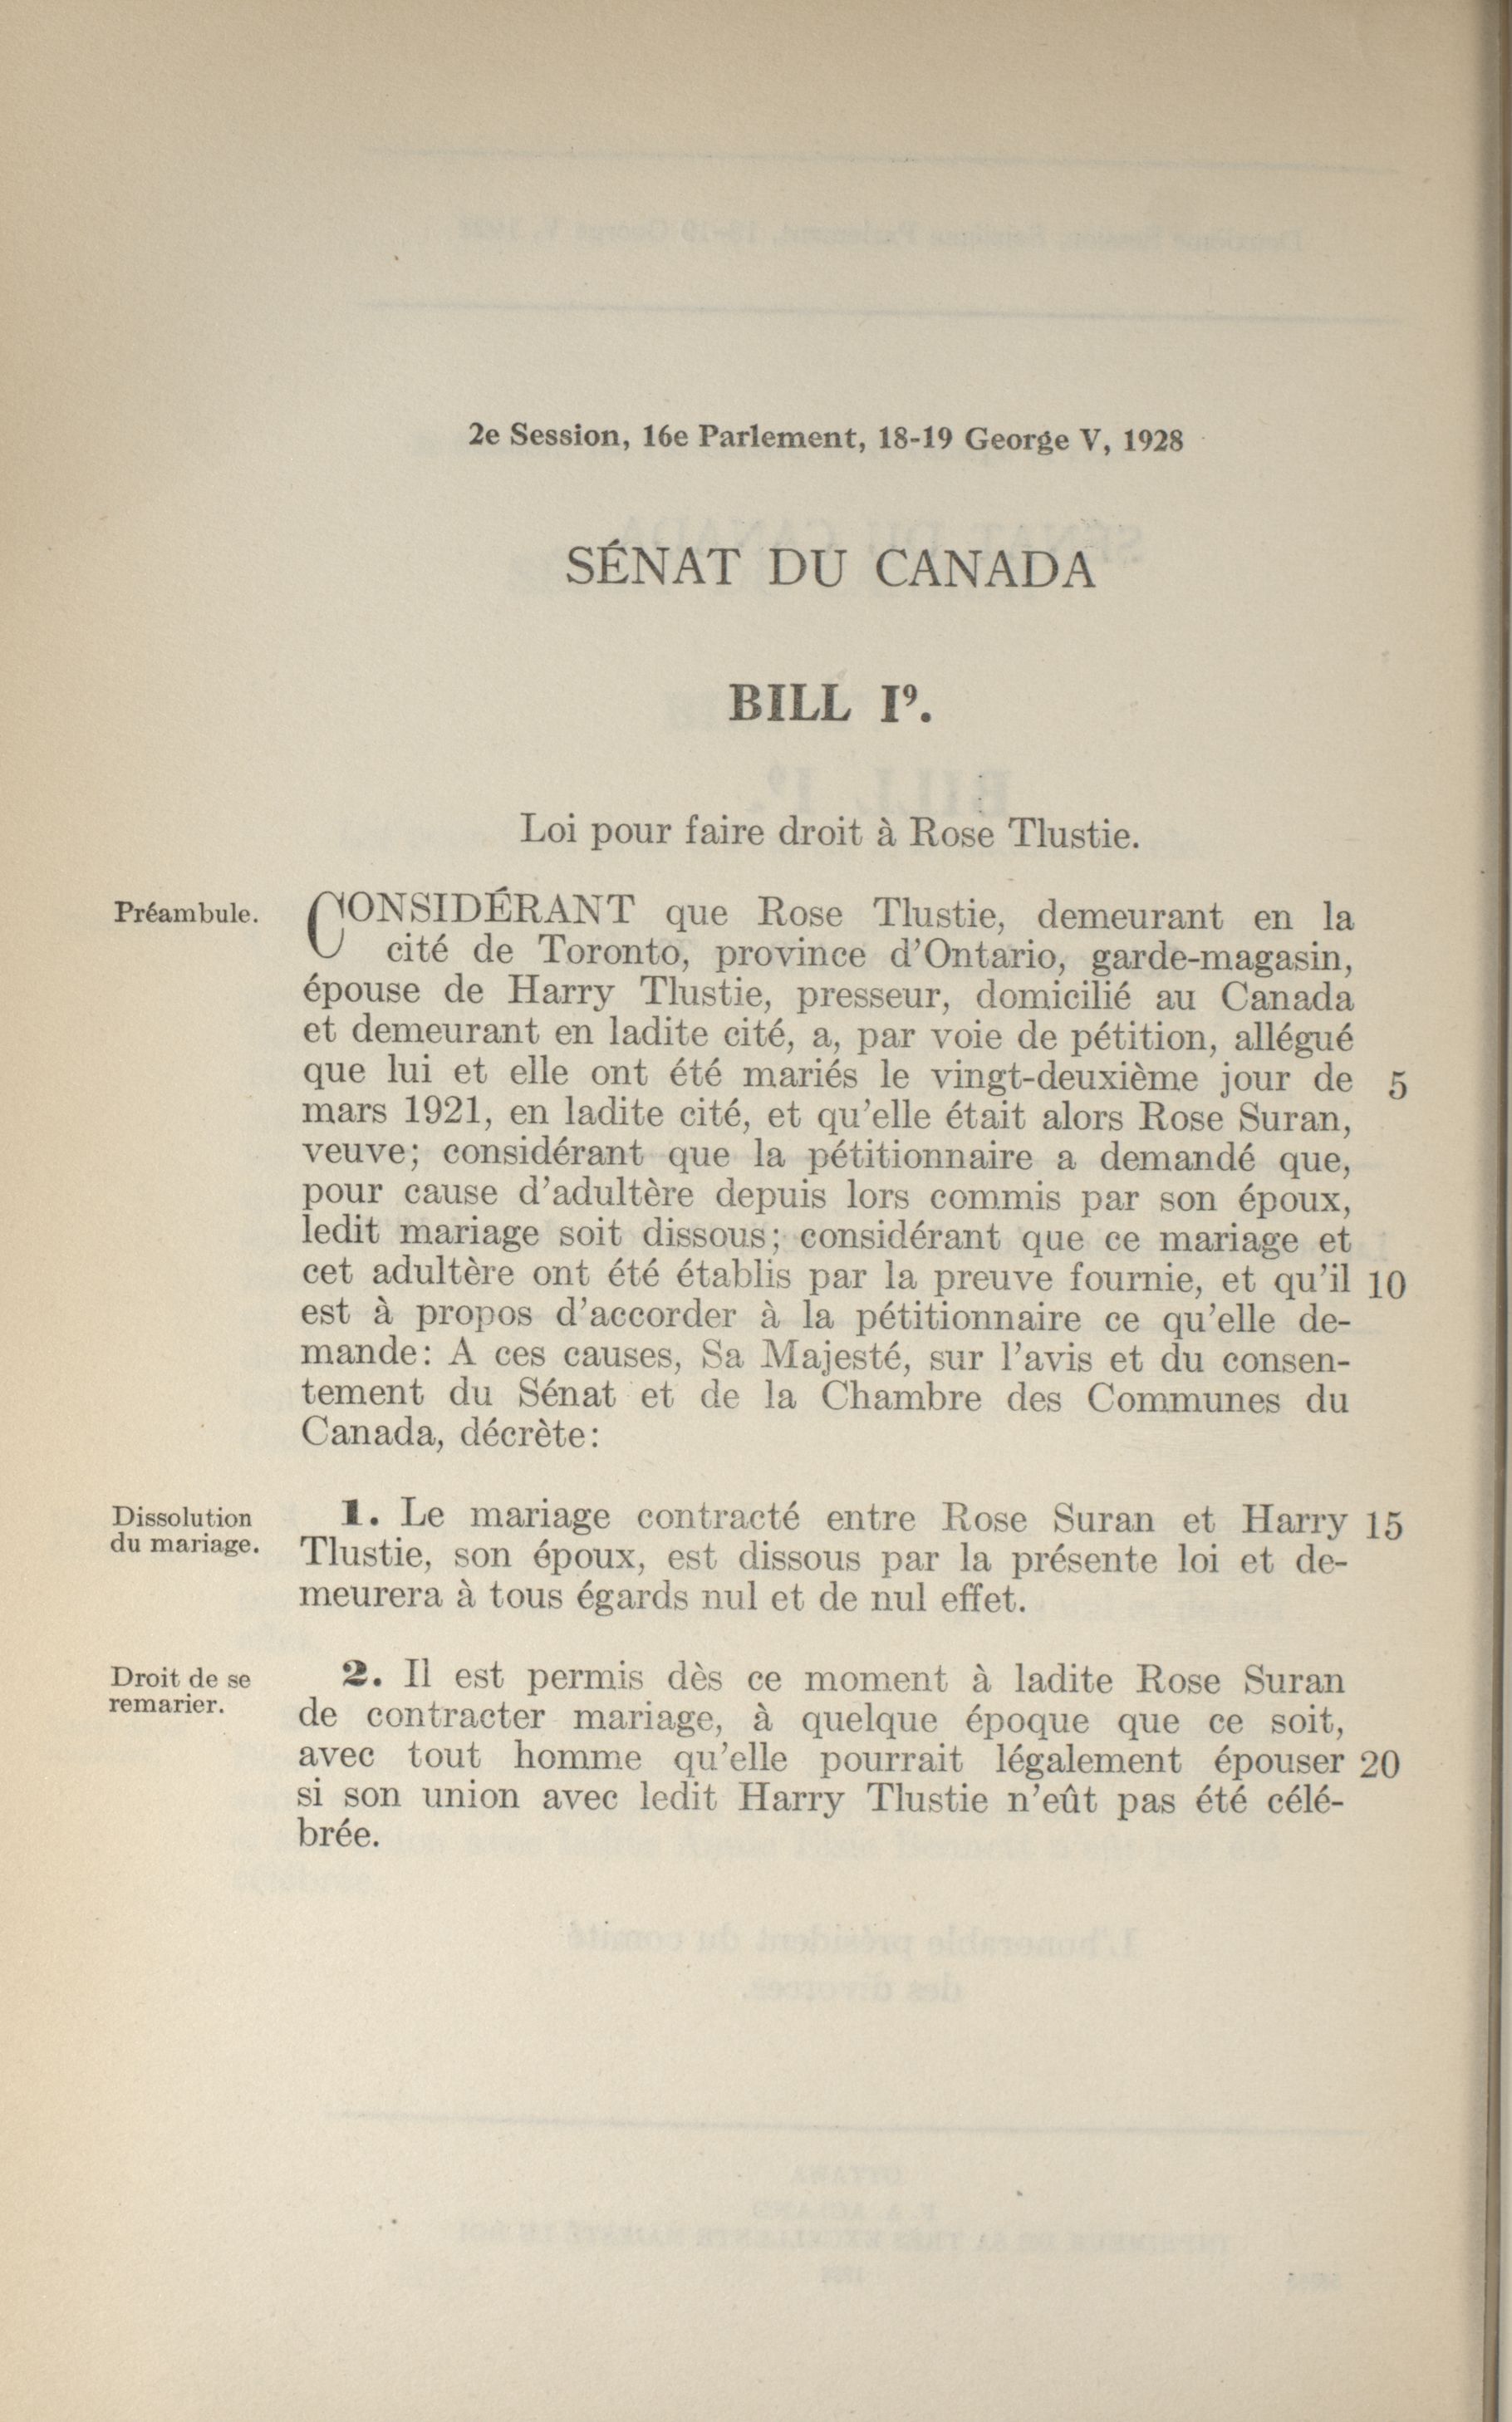 2e Session, 16e Parlement, 18-19 George V, 1928
SÉNAT DU CANADA
BILL I⁹.
Loi pour faire droit à Rose Tlustie.
Préambule.
CONSIDÉRANT que Rose Tlustie, demeurant en la
cité de Toronto, province d'Ontario, garde-magasin,
épouse de Harry Tlustie, presseur, domicilié au Canada
et demeurant en ladite cité, a, par voie de pétition, allégué
que lui et elle ont été mariés le vingt-deuxième jour de 5
mars 1921, en ladite cité, et qu'elle était alors Rose Suran,
veuve; considérant que la pétitionnaire a demandé que,
pour cause d'adultère depuis lors commis par son époux,
ledit mariage soit dissous; considérant que ce mariage et
cet adultère ont été établis par la preuve fournie, et qu'il 10
est à propos d'accorder à la pétitionnaire ce qu'elle de-
mande: A ces causes, Sa Majesté, sur l'avis et du consen-
tement du Sénat et de la Chambre des Communes du
Canada, décrète:
Dissolution
du mariage.
1. Le mariage contracté entre Rose Suran et Harry 15
Tlustie, son époux, est dissous par la présente loi et de-
meurera à tous égards nul et de nul effet.
Droit de se
remarier.
2. Il est permis dès ce moment à ladite Rose Suran
de contracter mariage, à quelque époque que ce soit,
avec tout homme qu'elle pourrait légalement épouser 20
si son union avec ledit Harry Tlustie n'eût pas été célé-
brée.